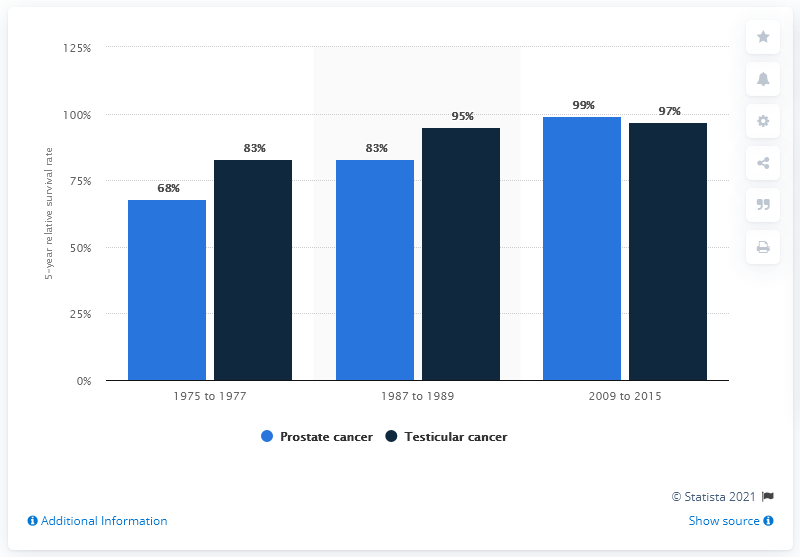 125%
100%
75%
50%
25%
0%
5-year relative survival rate
68%
83%
83%
95%
99%
97%
1975 to 1977
1987 to 1989
2009 to 2015
Prostate cancer
Testicular cancer
© Statista 2021
Additional Information
Show source